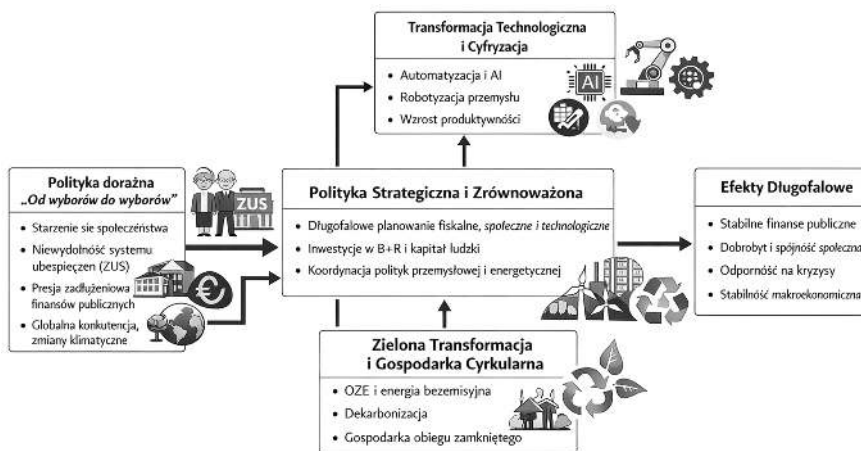 Transformacja Technologiczna
i Cyfryzacja
• Automatyzacja i AI
• Robotyzacja przemysłu
• Wzrost produktywności
AI
Polityka doraźna
„Od wyborów do wyborów”
• Starzenie sie społeczeństwa
• Niewydolność systemu
ubespięczen (ZUS)
• Presja zadłużeniowa
finansów publicznych
• Globalna konkutencja,
zmiany klimatyczne
ZUS
€
Polityka Strategiczna i Zrównoważona
• Długofalowe planowanie fiskalne, społeczne i technologiczne
• Inwestycje w B+R i kapitał ludzki
• Koordynacja polityk przemysłowej i energetycznej
Efekty Długofalowe
• Stabilne finanse publiczne
• Dobrobyt i spójność społeczna
• Odporność na kryzysy
• Stabilność makroekonomiczna
Zielona Transformacja
i Gospodarka Cyrkularna
• OZE i energia bezemisyjna
• Dekarbonizacja
• Gospodarka obiegu zamkniętego